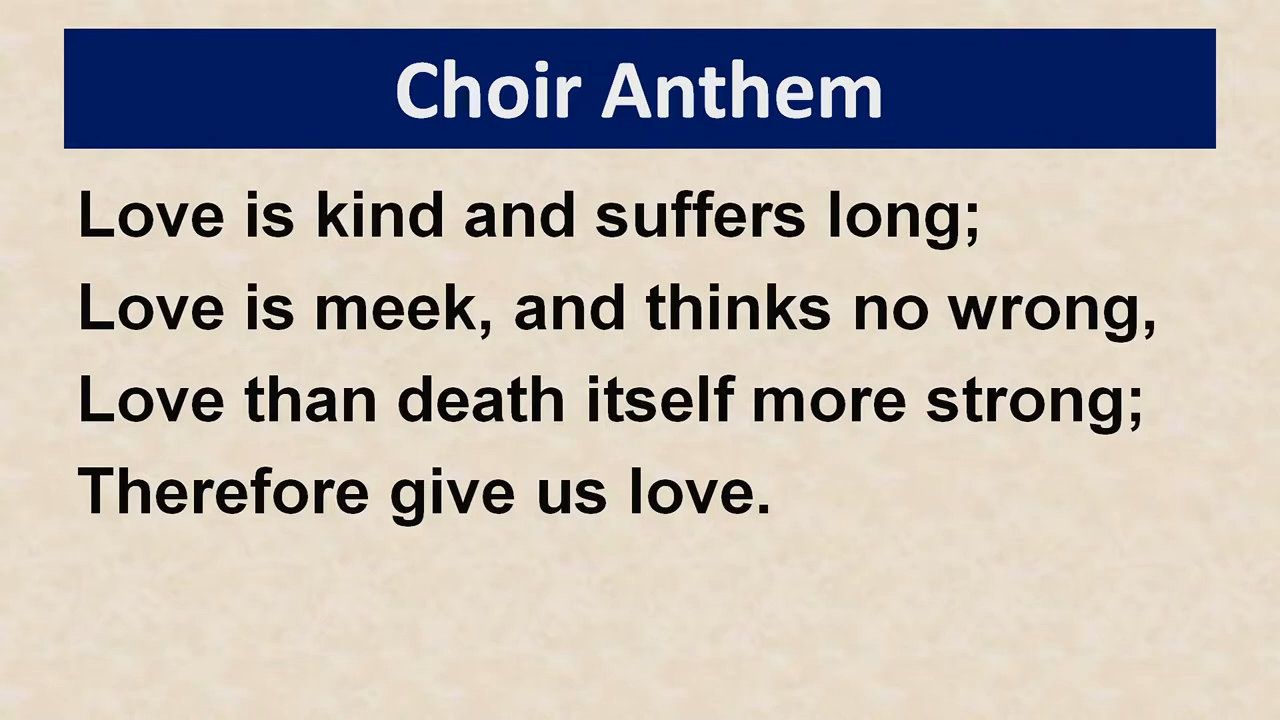 Choir Anthem
Love is kind and suffers long;
Love is meek, and thinks no wrong,
Love than death itself more strong;
Therefore give us love.